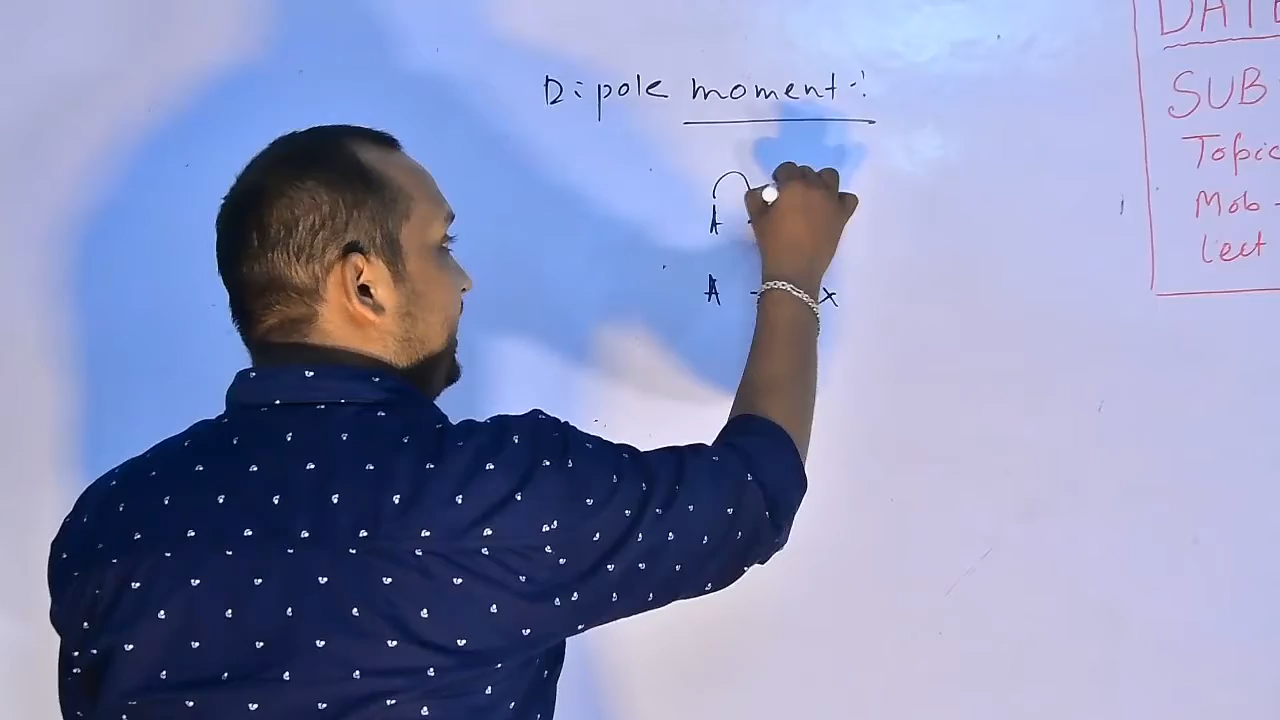 Dipole moment :
A
A - x
DATE
SUB
Topic
Mob -
Lect